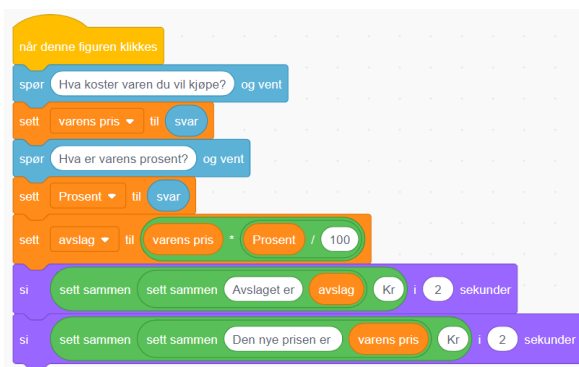 når denne figuren klikkes
spør Hva koster varen du vil kjøpe? og vent
sett varens pris til svar
spør Hva er varens prosent? og vent
sett Prosent til svar
sett avslag til varens pris * Prosent / 100
si sett sammen sett sammen Avslaget er avslag Kr i 2 sekunder
si sett sammen sett sammen Den nye prisen er varens pris Kr i 2 sekunder